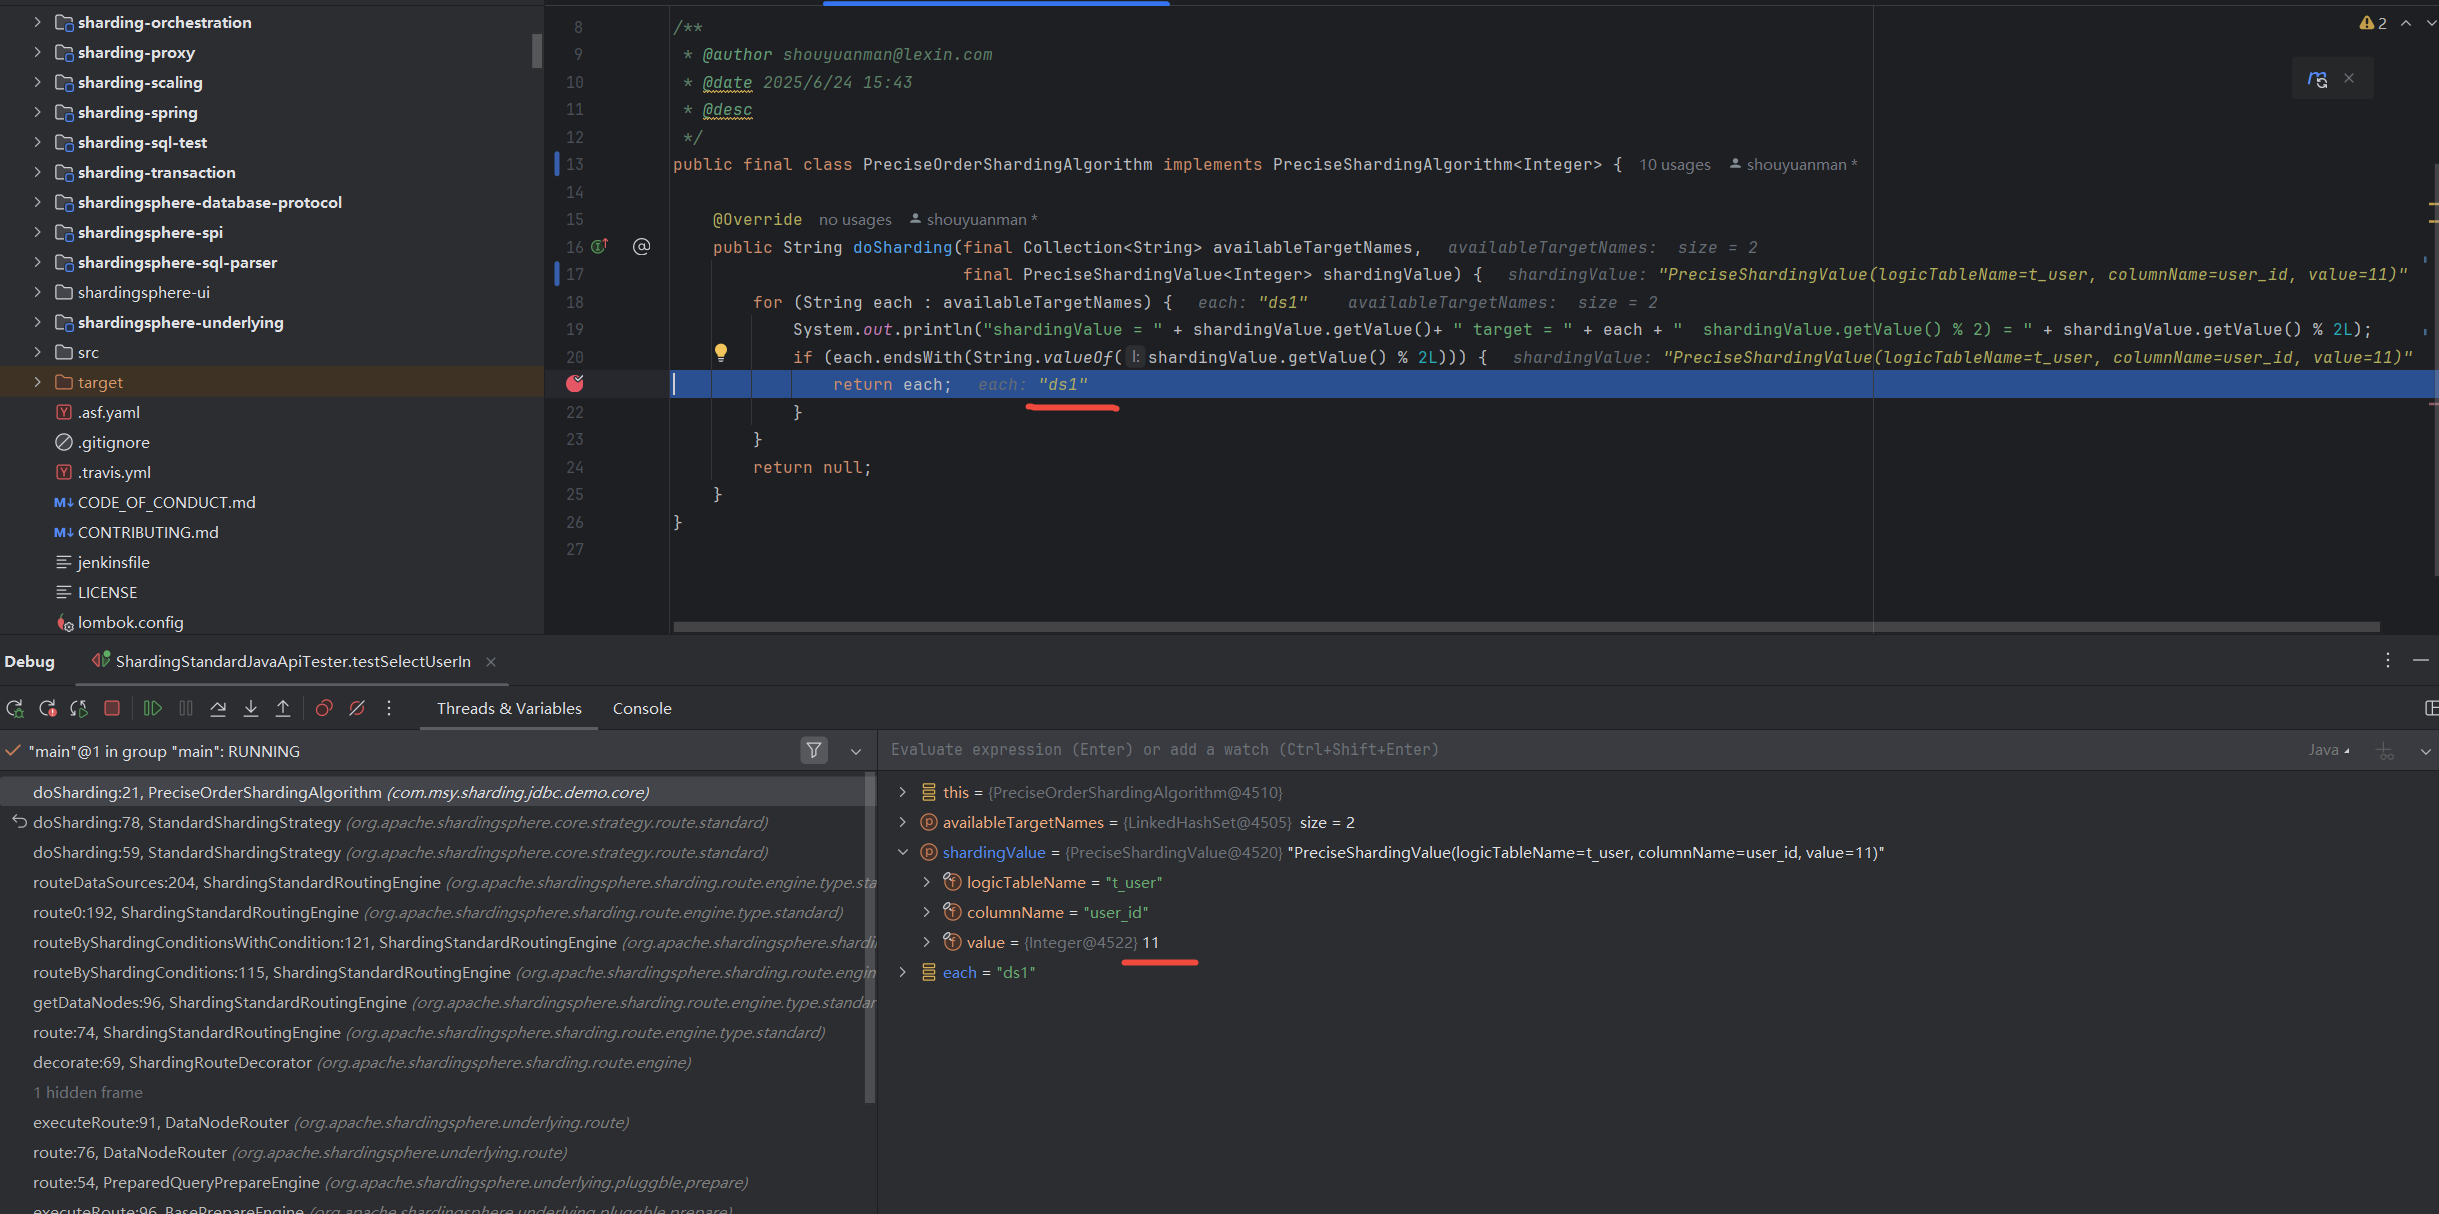 sharding-orchestration
sharding-proxy
sharding-scaling
sharding-spring
sharding-sql-test
sharding-transaction
shardingsphere-database-protocol
shardingsphere-spi
shardingsphere-sql-parser
shardingsphere-ui
shardingsphere-underlying
src
target
.asf.yaml
.gitignore
.travis.yml
CODE_OF_CONDUCT.md
CONTRIBUTING.md
jenkinsfile
LICENSE
lombok.config
2
8 /**
9 * @author shouyuanman@lexin.com
10 * @date 2025/6/24 15:43
11 * @desc
12 */
13 public final class PreciseOrderShardingAlgorithm implements PreciseShardingAlgorithm<Integer> { 10 usages shouyuanman *
14
15 @Override no usages shouyuanman *
16 public String doSharding(final Collection<String> availableTargetNames, availableTargetNames: size = 2
17 final PreciseShardingValue<Integer> shardingValue) { shardingValue: "PreciseShardingValue(logicTableName=t_user, columnName=user_id, value=11)"
18 for (String each : availableTargetNames) { each: "ds1" availableTargetNames: size = 2
19 System.out.println("shardingValue = " + shardingValue.getValue()+ " target = " + each + "  shardingValue.getValue() % 2) = " + shardingValue.getValue() % 2L);
20 if (each.endsWith(String.valueOf( l: shardingValue.getValue() % 2L))) { shardingValue: "PreciseShardingValue(logicTableName=t_user, columnName=user_id, value=11)"
return each; each: "ds1"
22 }
23 }
24 return null;
25 }
26 }
27
Debug ShardingStandardJavaApiTester.testSelectUserIn
Threads & Variables Console
"main"@1 in group "main": RUNNING
doSharding:21, PreciseOrderShardingAlgorithm (com.msy.sharding.jdbc.demo.core)
doSharding:78, StandardShardingStrategy (org.apache.shardingsphere.core.strategy.route.standard)
doSharding:59, StandardShardingStrategy (org.apache.shardingsphere.core.strategy.route.standard)
routeDataSources:204, ShardingStandardRoutingEngine (org.apache.shardingsphere.sharding.route.engine.type.sta
route0:192, ShardingStandardRoutingEngine (org.apache.shardingsphere.sharding.route.engine.type.standard)
routeByShardingConditionsWithCondition:121, ShardingStandardRoutingEngine (org.apache.shardingsphere.shardi
routeByShardingConditions:115, ShardingStandardRoutingEngine (org.apache.shardingsphere.sharding.route.engin
getDataNodes:96, ShardingStandardRoutingEngine (org.apache.shardingsphere.sharding.route.engine.type.standar
route:74, ShardingStandardRoutingEngine (org.apache.shardingsphere.sharding.route.engine.type.standard)
decorate:69, ShardingRouteDecorator (org.apache.shardingsphere.sharding.route.engine)
1 hidden frame
executeRoute:91, DataNodeRouter (org.apache.shardingsphere.underlying.route)
route:76, DataNodeRouter (org.apache.shardingsphere.underlying.route)
route:54, PreparedQueryPrepareEngine (org.apache.shardingsphere.underlying.pluggble.prepare)
executeRoute:96, BasePrepareEngine (org.apache.shardingsphere.underlying.pluggble.prepare)
Evaluate expression (Enter) or add a watch (Ctrl+Shift+Enter) Java
this = {PreciseOrderShardingAlgorithm@4510}
availableTargetNames = {LinkedHashSet@4505} size = 2
shardingValue = {PreciseShardingValue@4520} "PreciseShardingValue(logicTableName=t_user, columnName=user_id, value=11)"
logicTableName = "t_user"
columnName = "user_id"
value = {Integer@4522} 11
each = "ds1"